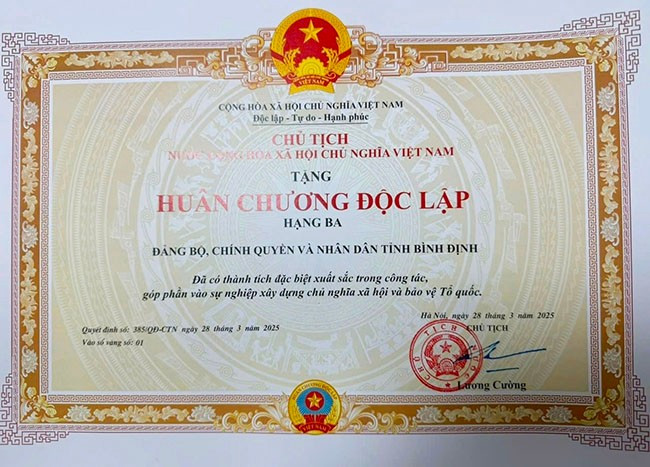 CỘNG HÒA XÃ HỘI CHỦ NGHĨA VIỆT NAM
Độc lập - Tự do - Hạnh phúc
CHỦ TỊCH
NƯỚC CỘNG HÒA XÃ HỘI CHỦ NGHĨA VIỆT NAM
TẶNG
HUÂN CHƯƠNG ĐỘC LẬP
HẠNG BA
ĐẢNG BỘ, CHÍNH QUYỀN VÀ NHÂN DÂN TỈNH BÌNH ĐỊNH
Đã có thành tích đặc biệt xuất sắc trong công tác,
góp phần vào sự nghiệp xây dựng chủ nghĩa xã hội và bảo vệ Tổ quốc.
Quyết định số: 385/QĐ-CTN ngày 28 tháng 3 năm 2025
Vào sổ vàng số: 01
Hà Nội, ngày 28 tháng 3 năm 2025
CHỦ TỊCH
CHỦ TỊCH NƯỚC
Lương Cường